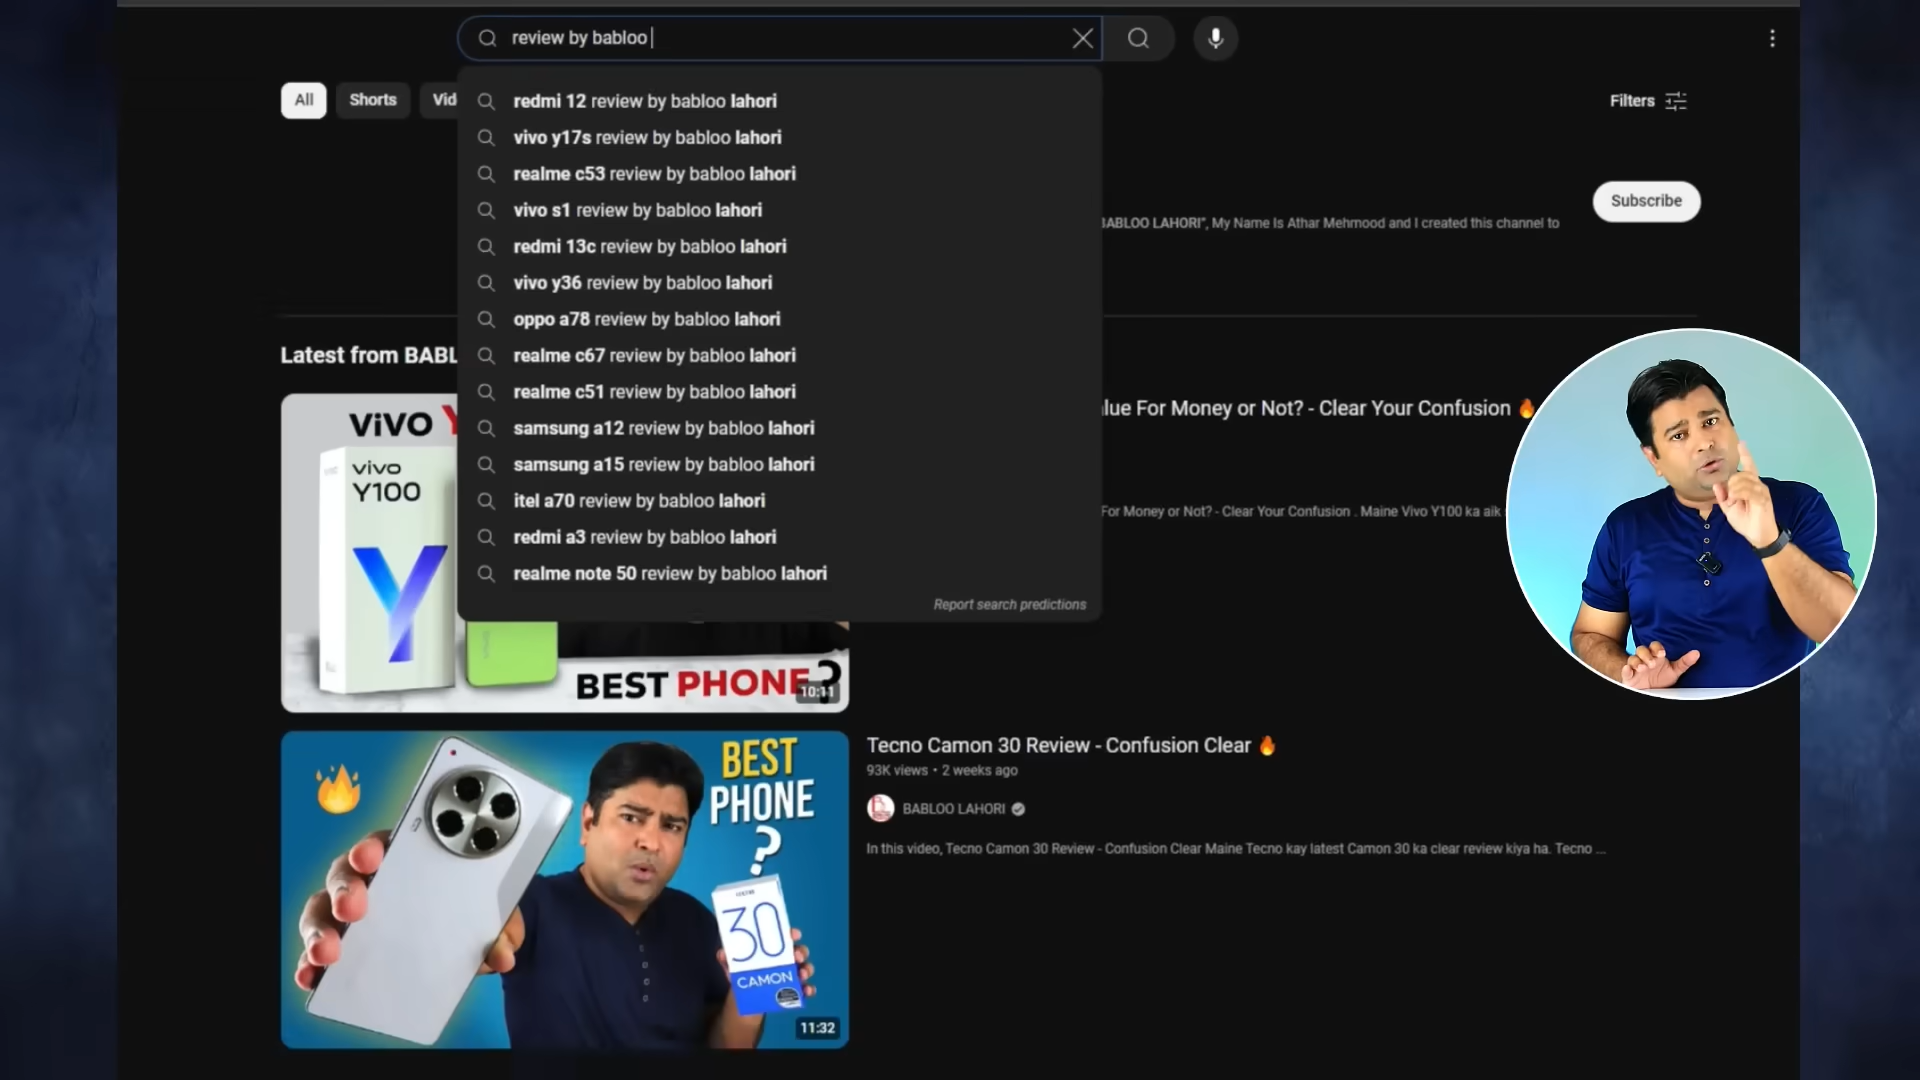 review by babloo
All
Shorts
Filters
redmi 12 review by babloo lahori
vivo y17s review by babloo lahori
realme c53 review by babloo lahori
vivo s1 review by babloo lahori
redmi 13c review by babloo lahori
vivo y36 review by babloo lahori
oppo a78 review by babloo lahori
realme c67 review by babloo lahori
realme c51 review by babloo lahori
samsung a12 review by babloo lahori
samsung a15 review by babloo lahori
itel a70 review by babloo lahori
redmi a3 review by babloo lahori
realme note 50 review by babloo lahori
Report search predictions
Subscribe
BABLOO LAHORI", My Name Is Athar Mehmood and I created this channel to
Latest from BABL
For Money or Not? - Clear Your Confusion 🔥
For Money or Not? - Clear Your Confusion . Maine Vivo Y100 ka aik
ViVO Y
vivo
Y100
BEST PHONE?
10:11
BEST
PHONE
?
30
CAMON
11:32
Tecno Camon 30 Review - Confusion Clear 🔥
93K views • 2 weeks ago
BABLOO LAHORI
In this video, Tecno Camon 30 Review - Confusion Clear Maine Tecno kay latest Camon 30 ka clear review kiya ha. Tecno ...